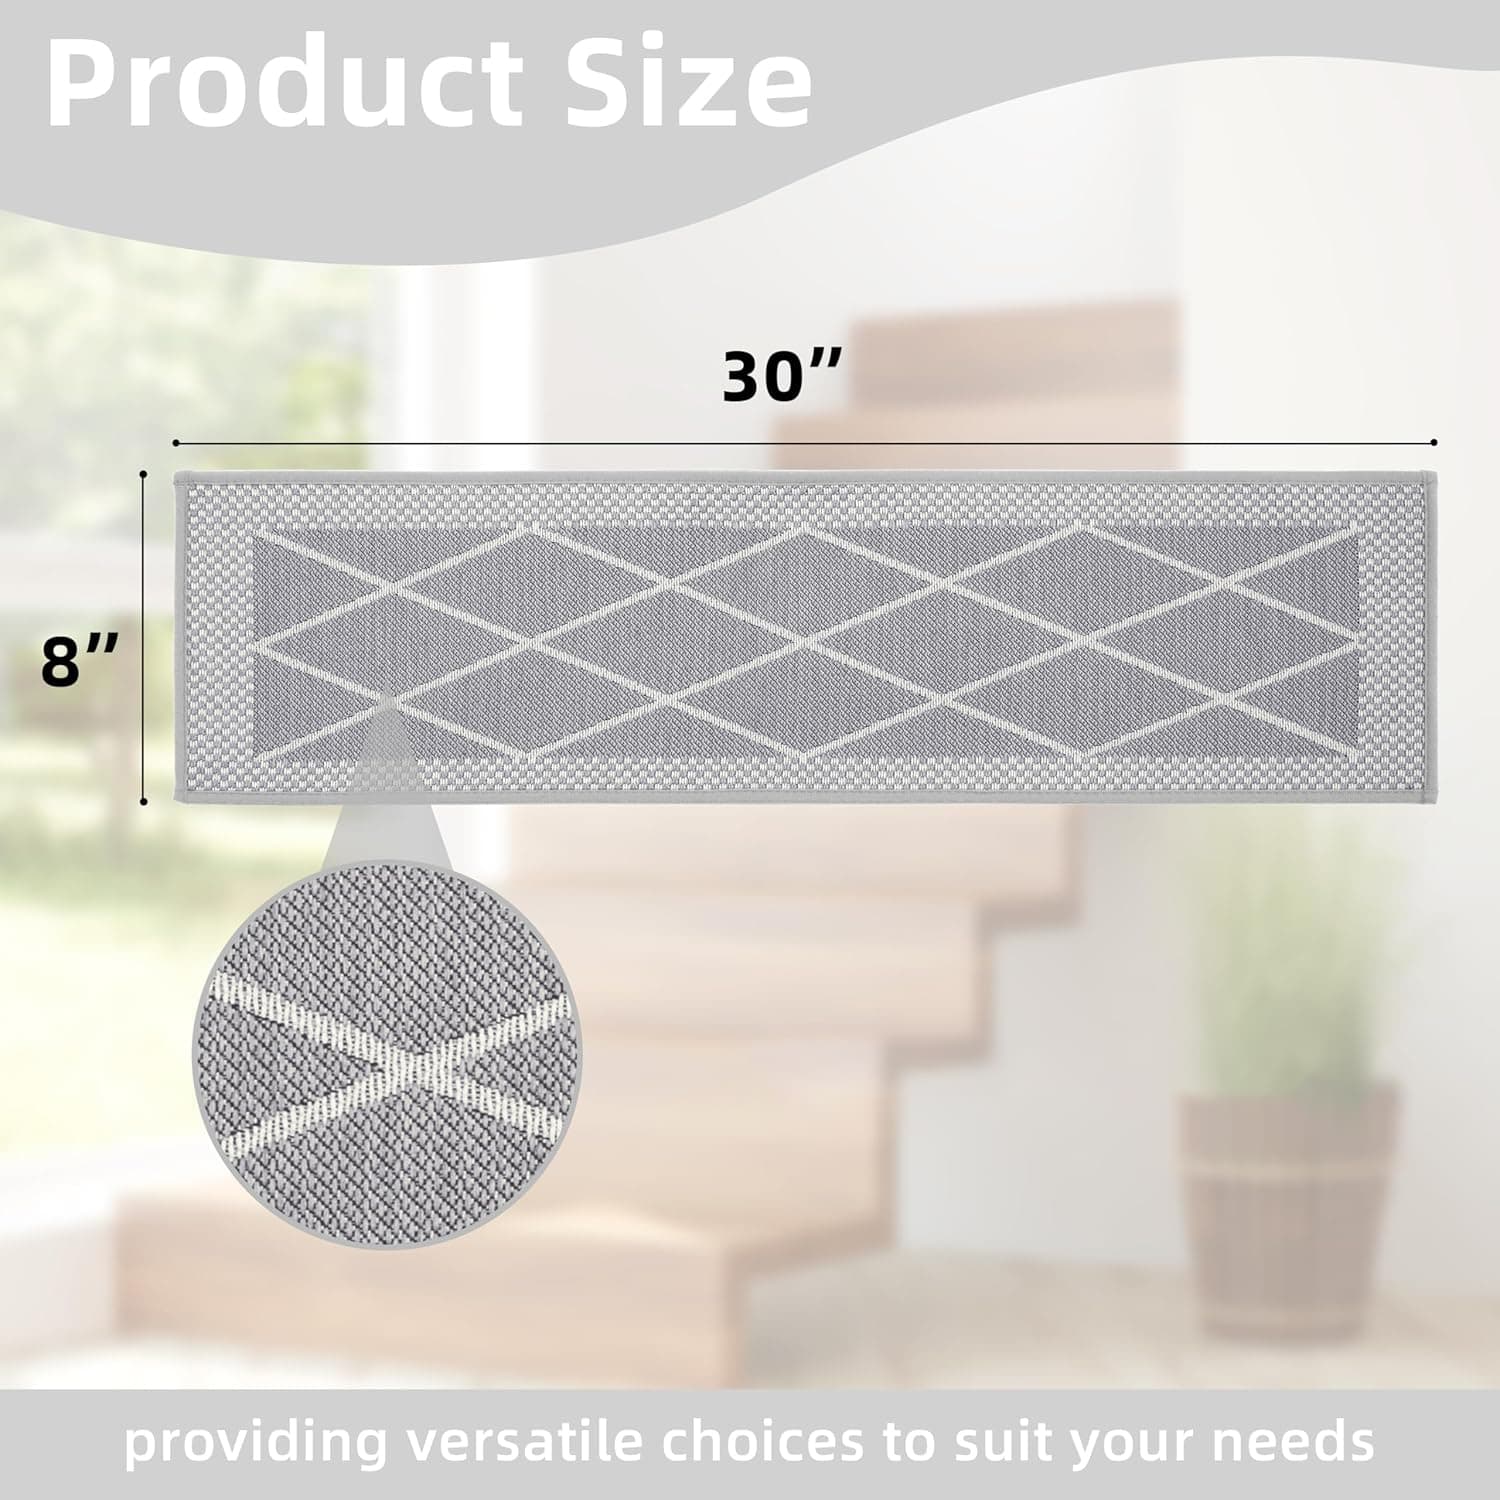 Product Size
30”
8”
providing versatile choices to suit your needs